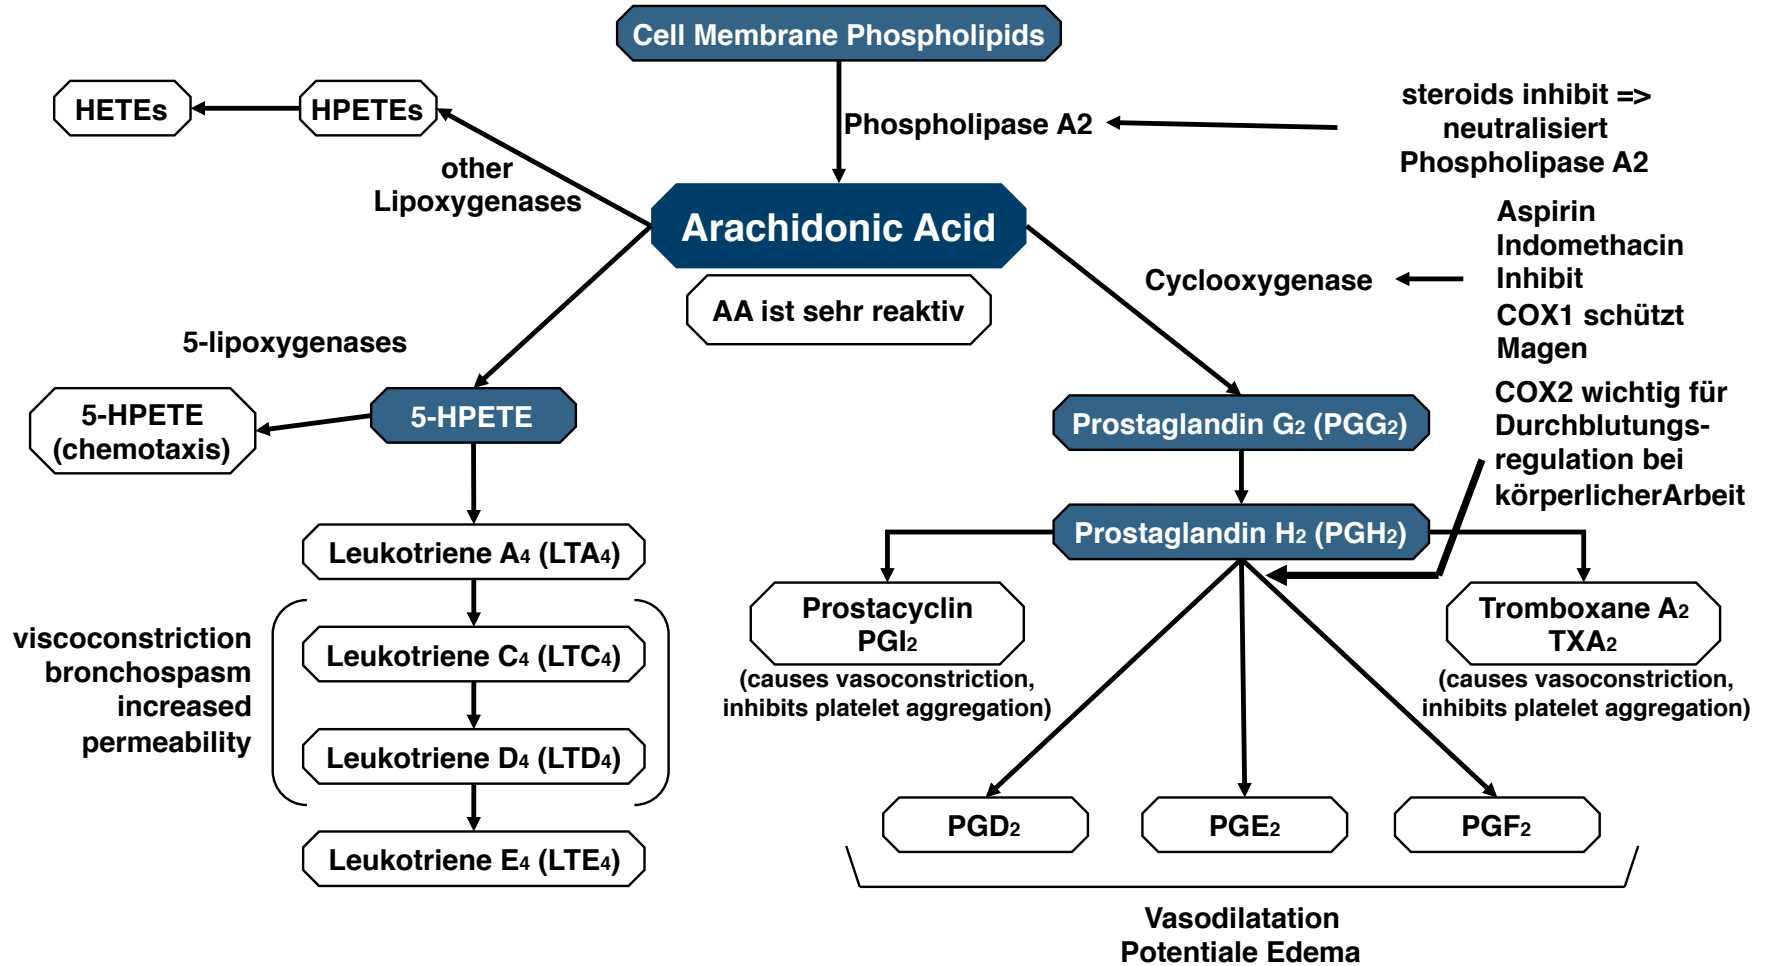 Cell Membrane Phospholipids
HETEs
HPETEs
Phospholipase A2
steroids inhibit =>
neutralisiert
Phospholipase A2
other
Lipoxygenases
Arachidonic Acid
AA ist sehr reaktiv
Cyclooxygenase
Aspirin
Indomethacin
Inhibit
COX1 schützt
Magen
COX2 wichtig für
Durchblutungs-
regulation bei
körperlicherArbeit
5-lipoxygenases
5-HPETE
(chemotaxis)
5-HPETE
Prostaglandin G2 (PGG2)
Prostaglandin H2 (PGH2)
Leukotriene A4 (LTA4)
viscoconstriction
bronchospasm
increased
permeability
Leukotriene C4 (LTC4)
Leukotriene D4 (LTD4)
Leukotriene E4 (LTE4)
Prostacyclin
PGI2
(causes vasoconstriction,
inhibits platelet aggregation)
Tromboxane A2
TXA2
(causes vasoconstriction,
inhibits platelet aggregation)
PGD2
PGE2
PGF2
Vasodilatation
Potentiale Edema